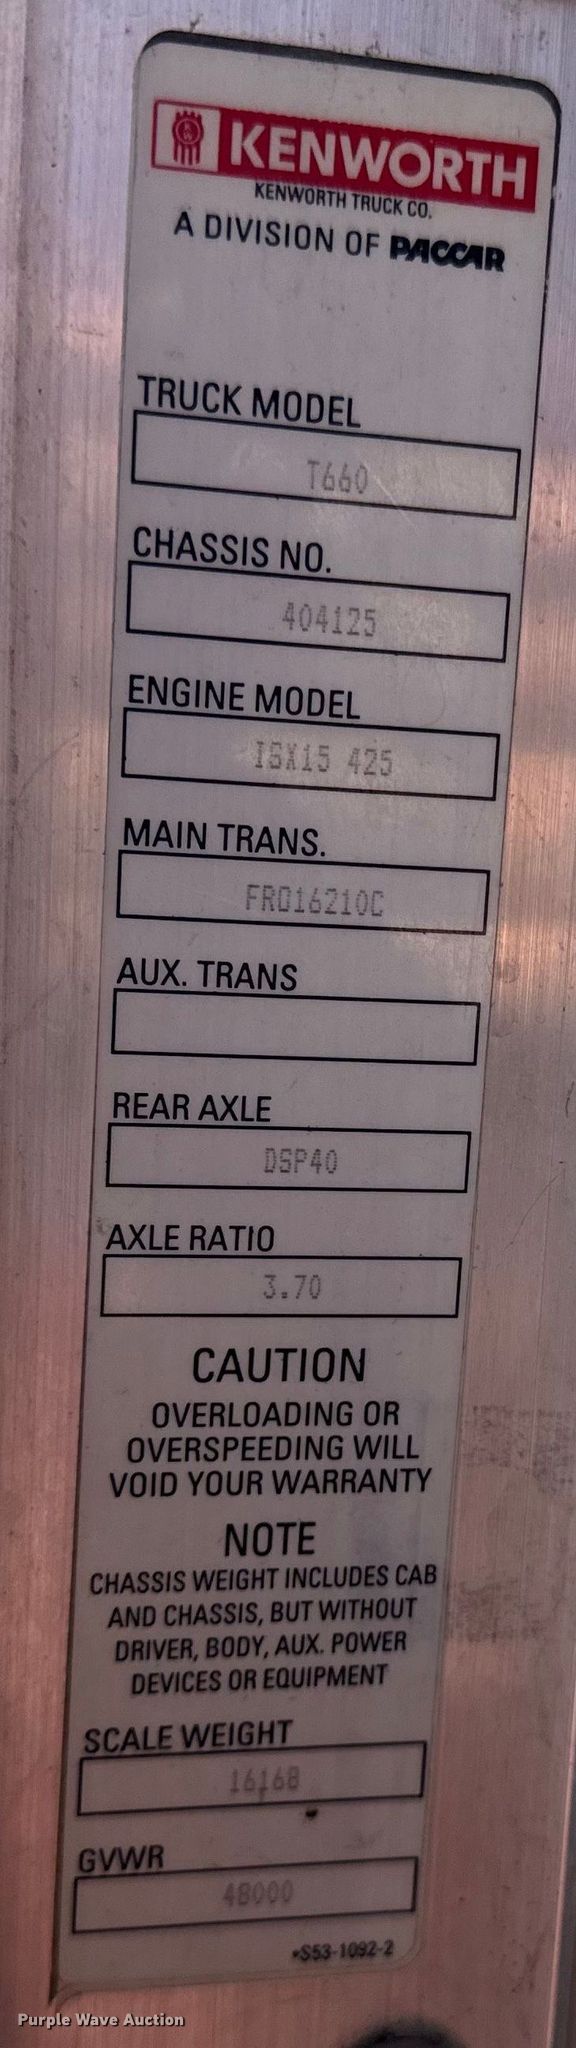 KENWORTH
KENWORTH TRUCK CO.
A DIVISION OF PACCAR
TRUCK MODEL
T660
CHASSIS NO.
404125
ENGINE MODEL
ISX15 425
MAIN TRANS.
FRO16210C
AUX. TRANS
REAR AXLE
DSP40
AXLE RATIO
3.70
CAUTION
OVERLOADING OR
OVERSPEEDING WILL
VOID YOUR WARRANTY
NOTE
CHASSIS WEIGHT INCLUDES CAB
AND CHASSIS, BUT WITHOUT
DRIVER, BODY, AUX. POWER
DEVICES OR EQUIPMENT
SCALE WEIGHT
16168
GVWR
48000
•S53-1092-2
Purple Wave Auction